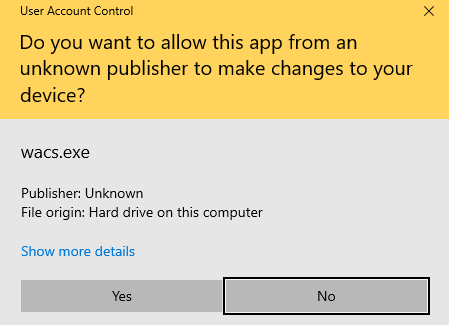 User Account Control
Do you want to allow this app from an
unknown publisher to make changes to your
device?
wacs.exe
Publisher: Unknown
File origin: Hard drive on this computer
Show more details
Yes
No